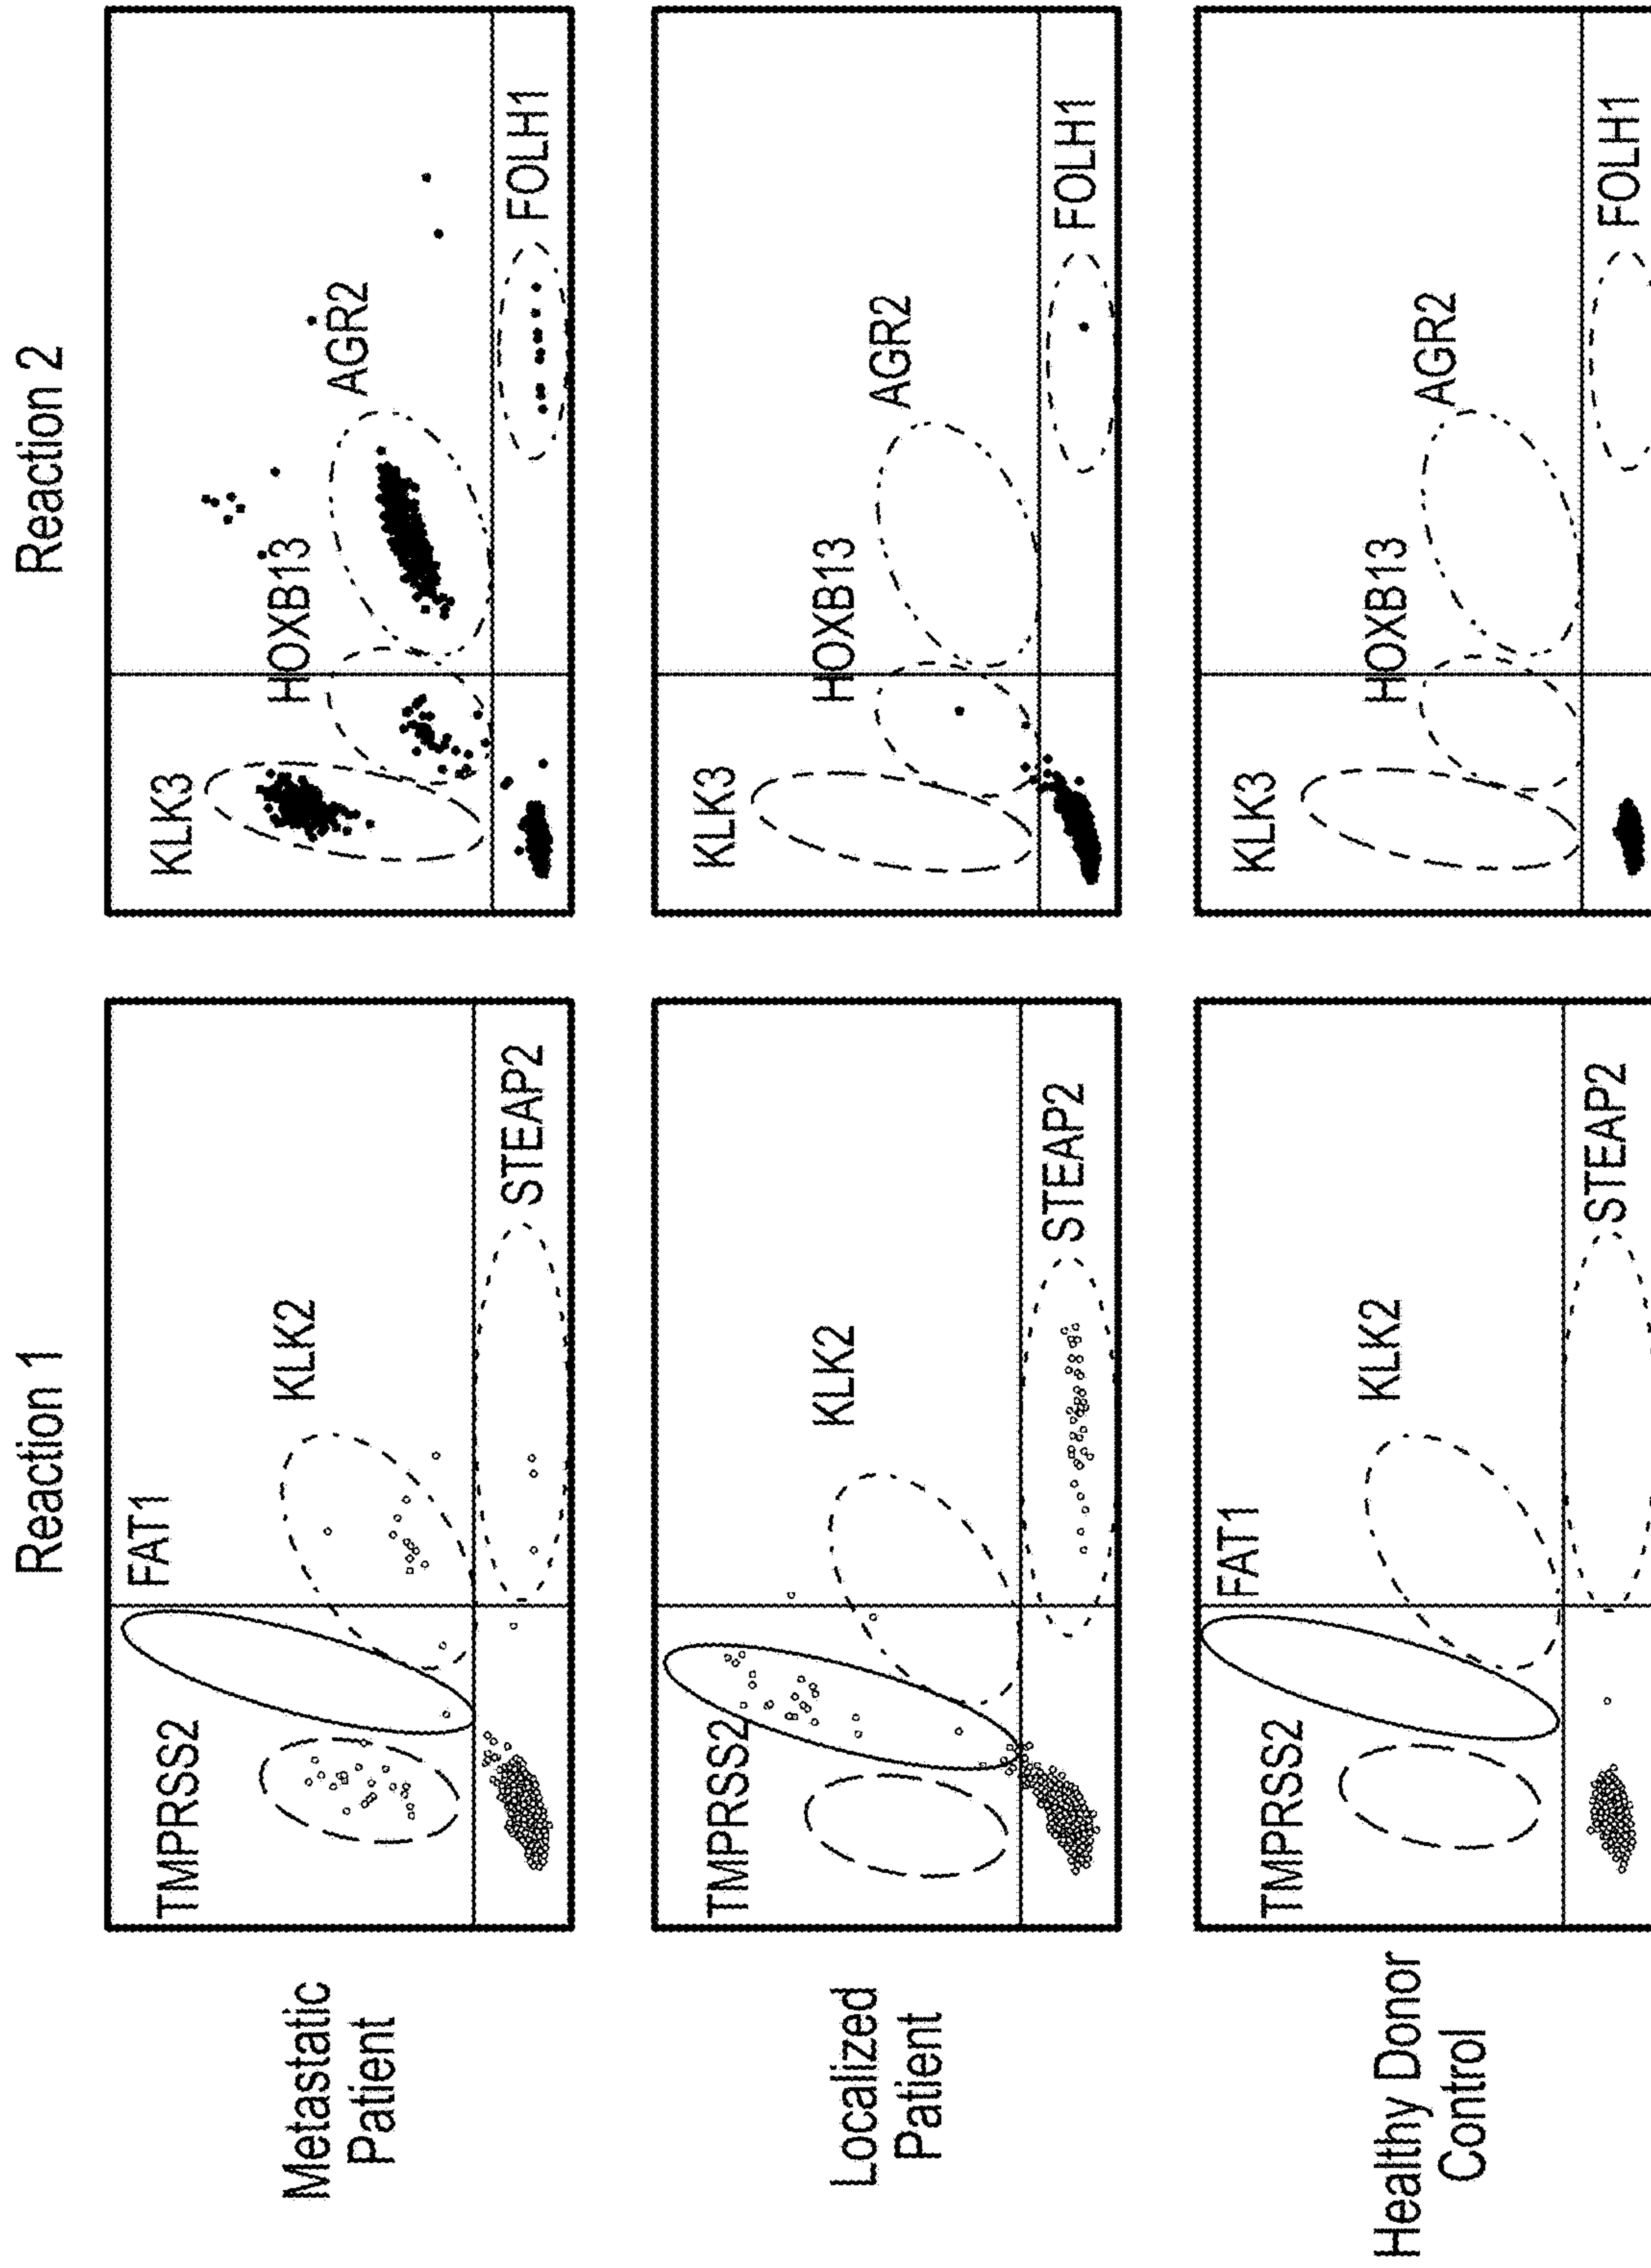 Reaction 1
Reaction 2
Metastatic
Patient
TMPRSS2
FAT1
KLK2
STEAP2
KLK3
HOXB13
AGR2
FOLH1
Localized
Patient
TMPRSS2
KLK2
STEAP2
KLK3
HOXB13
AGR2
FOLH1
Healthy Donor
Control
TMPRSS2
FAT1
KLK2
STEAP2
KLK3
HOXB13
AGR2
FOLH1